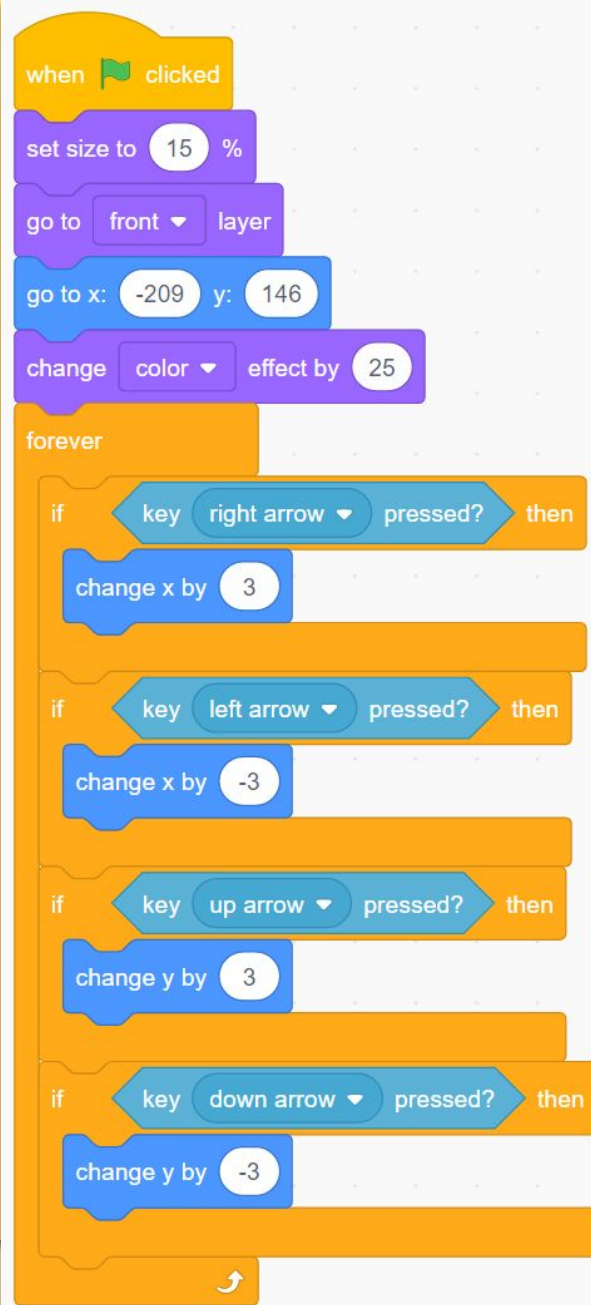 when clicked
set size to 15 %
go to front layer
go to x: -209 y: 146
change color effect by 25
forever
if key right arrow pressed? then
change x by 3
if key left arrow pressed? then
change x by -3
if key up arrow pressed? then
change y by 3
if key down arrow pressed? then
change y by -3